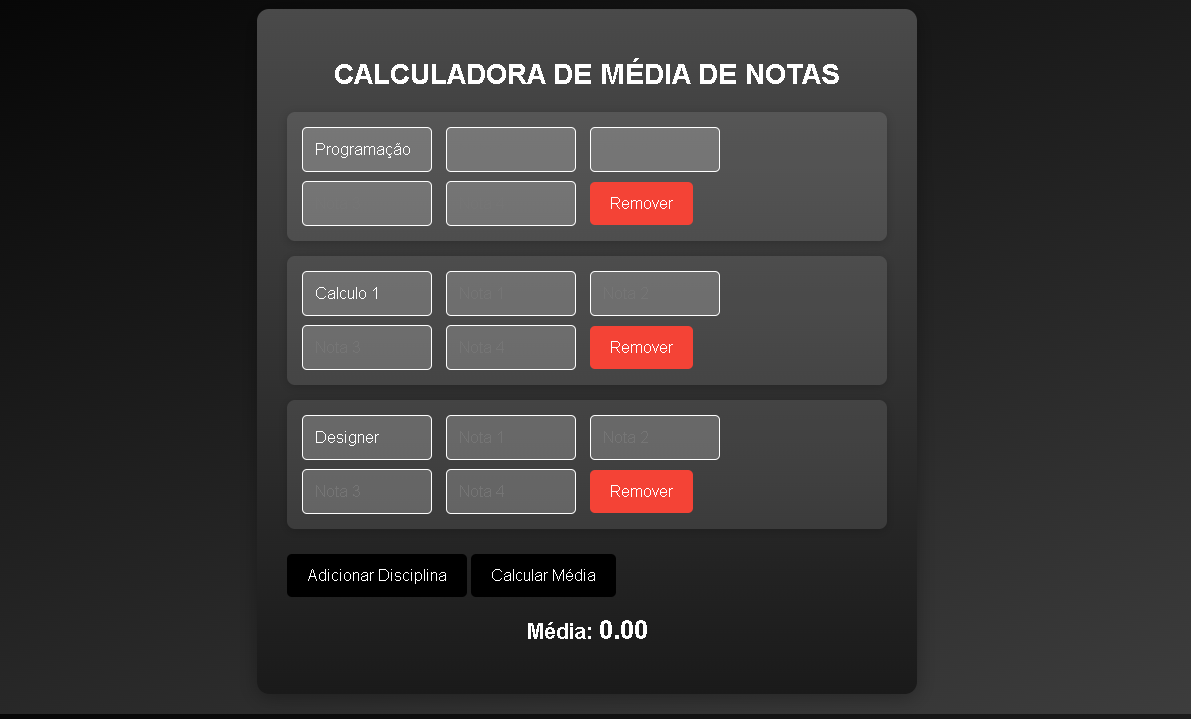 CALCULADORA DE MÉDIA DE NOTAS
Programação
Remover
Calculo 1 Nota 1 Nota 2
Nota 3 Nota 4 Remover
Designer Nota 1 Nota 2
Nota 3 Nota 4 Remover
Adicionar Disciplina Calcular Média
Média: 0.00